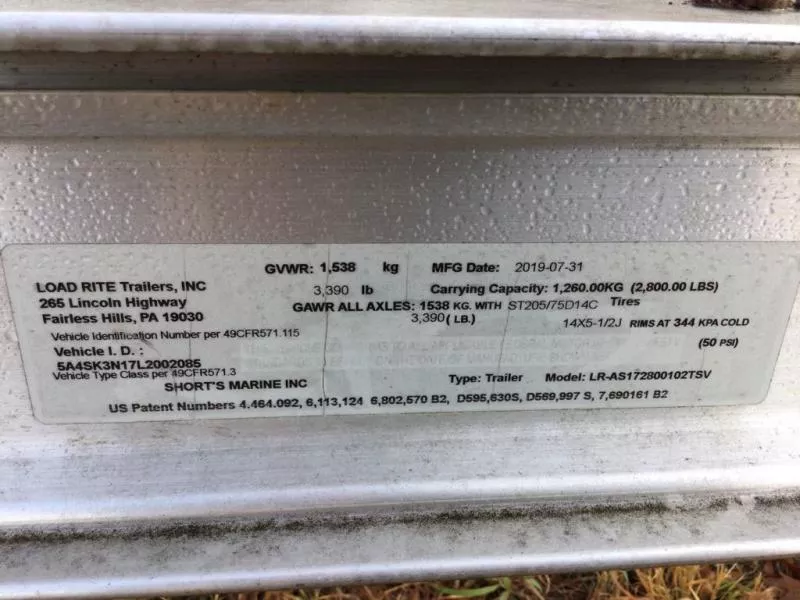 GVWR: 1,538 kg MFG Date: 2019-07-31
LOAD RITE Trailers, INC 3,390 lb Carrying Capacity: 1,260.00KG (2,800.00 LBS)
265 Lincoln Highway GAWR ALL AXLES: 1538 KG. WITH ST205/75D14C Tires
Fairless Hills, PA 19030 3,390 (LB.) 14X5-1/2J RIMS AT 344 KPA COLD
Vehicle Identification Number per 49CFR571.115 (50 PSI)
Vehicle I. D. :
5A4SK3N17L2002085
Vehicle Type Class per 49CFR571.3 Type: Trailer Model: LR-AS172800102TSV
SHORT'S MARINE INC
US Patent Numbers 4.464.092, 6,113,124 6,802,570 B2, D595,630S, D569,997 S, 7,690161 B2